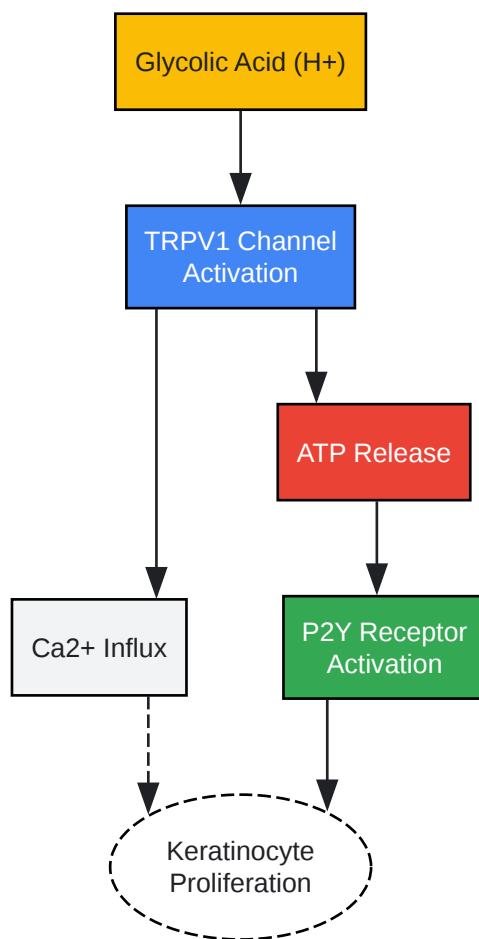 Glycolic Acid (H+)
TRPV1 Channel
Activation
ATP Release
Ca2+ Influx
P2Y Receptor
Activation
Keratinocyte
Proliferation